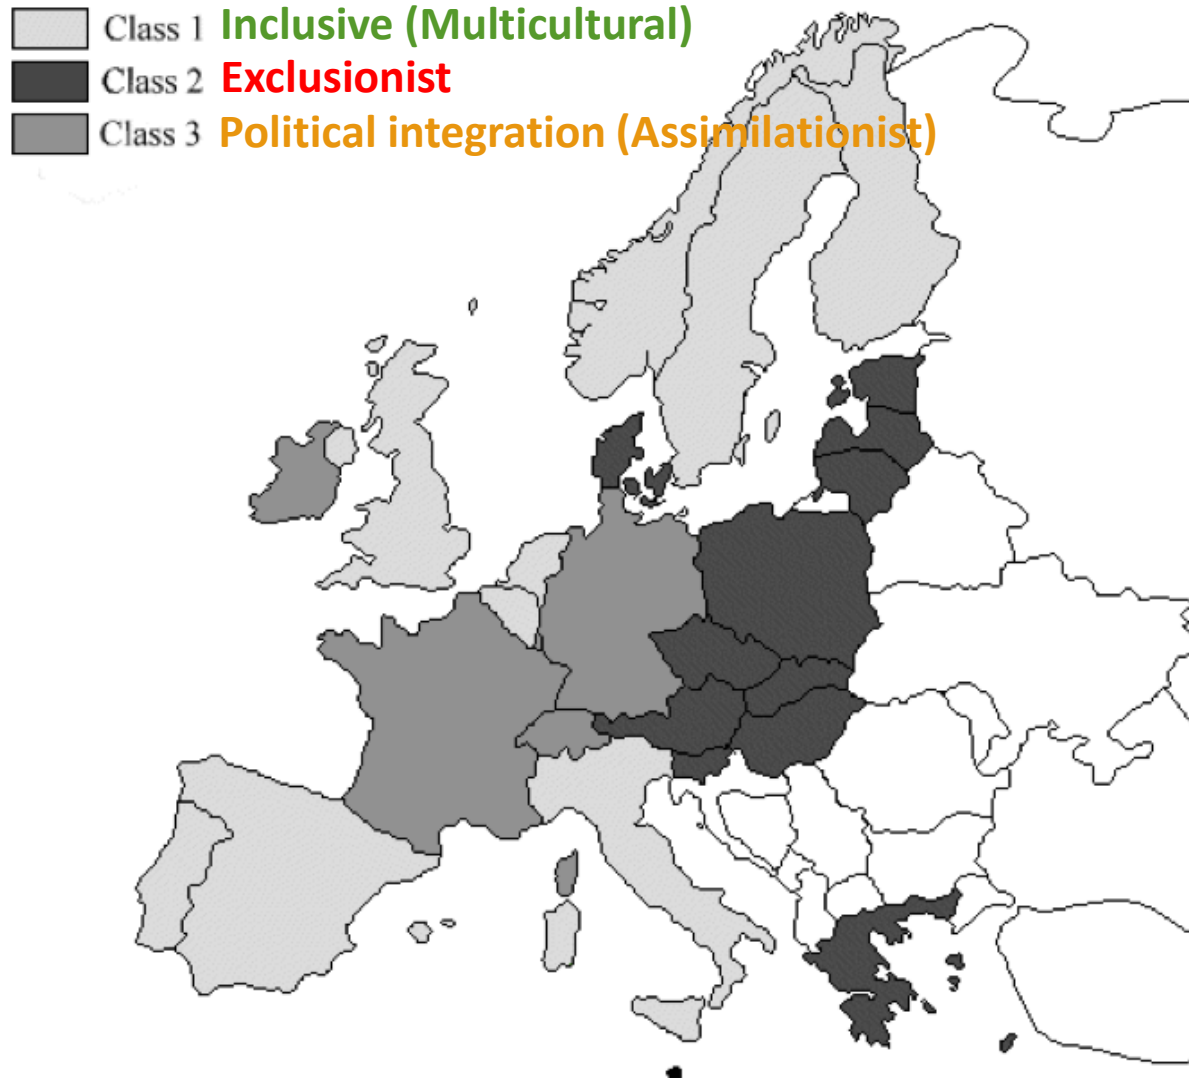 Class 1 Inclusive (Multicultural)
Class 2 Exclusionist
Class 3 Political integration (Assimilationist)